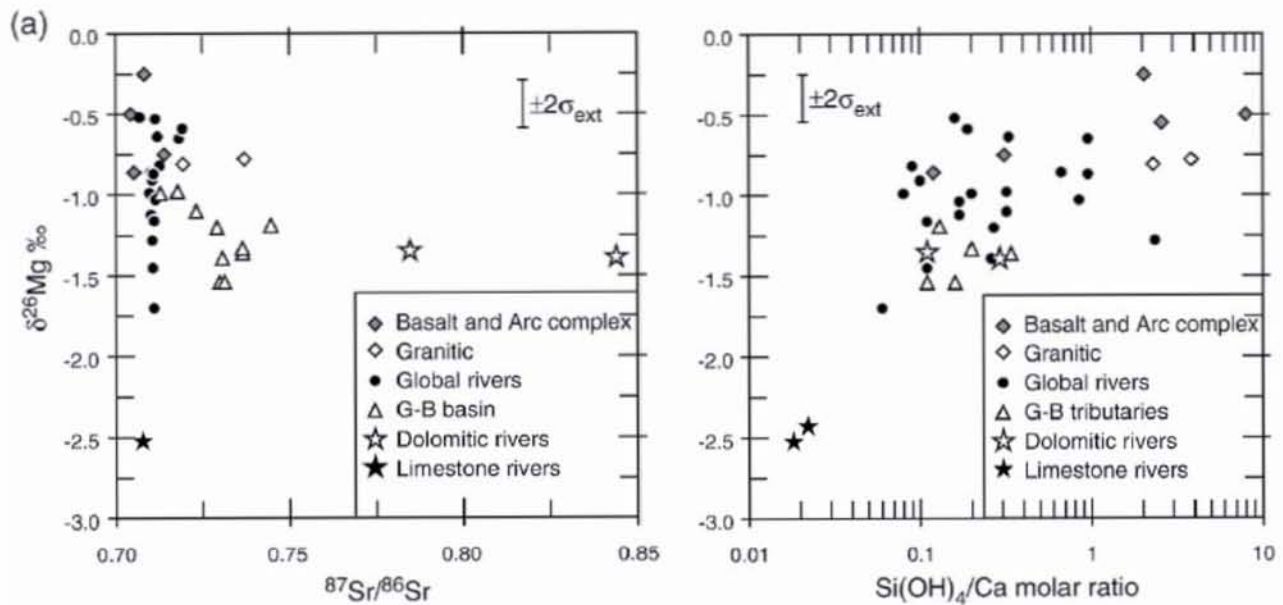 (a)
0.0
-0.5
-1.0
-1.5
-2.0
-2.5
-3.0
δ26Mg ‰
±2σext
Basalt and Arc complex
Granitic
Global rivers
G-B basin
Dolomitic rivers
Limestone rivers
0.70
0.75
0.80
0.85
87Sr/86Sr
0.0
-0.5
-1.0
-1.5
-2.0
-2.5
-3.0
±2σext
Basalt and Arc complex
Granitic
Global rivers
G-B tributaries
Dolomitic rivers
Limestone rivers
0.01
0.1
1
10
Si(OH)4/Ca molar ratio